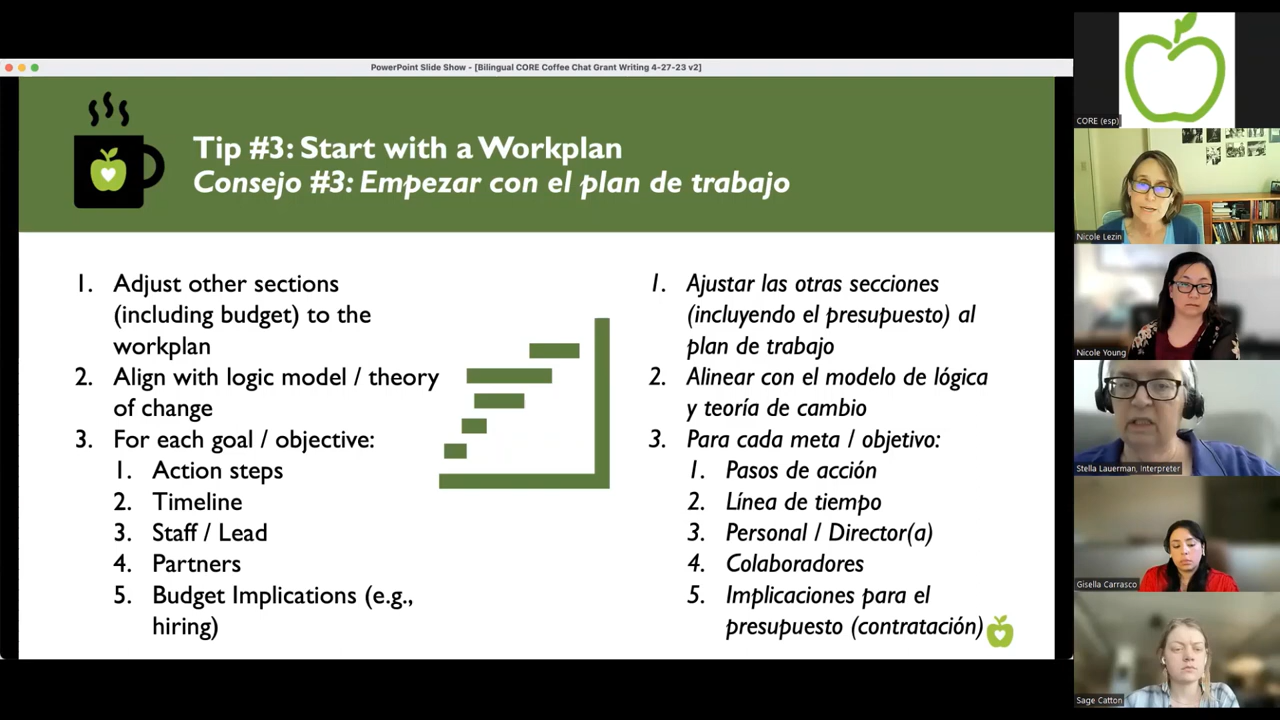 PowerPoint Slide Show - [Bilingual CORE Coffee Chat Grant Writing 4-27-23 v2]
Tip #3: Start with a Workplan
Consejo #3: Empezar con el plan de trabajo
1. Adjust other sections
(including budget) to the
workplan
2. Align with logic model / theory
of change
3. For each goal / objective:
1. Action steps
2. Timeline
3. Staff / Lead
4. Partners
5. Budget Implications (e.g.,
hiring)
1. Ajustar las otras secciones
(incluyendo el presupuesto) al
plan de trabajo
2. Alinear con el modelo de lógica
y teoría de cambio
3. Para cada meta / objetivo:
1. Pasos de acción
2. Línea de tiempo
3. Personal / Director(a)
4. Colaboradores
5. Implicaciones para el
presupuesto (contratación)
CORE (esp)
Nicole Lezin
Nicole Young
Stella Lauerman, Interpreter
Gisella Carrasco
Sage Catton